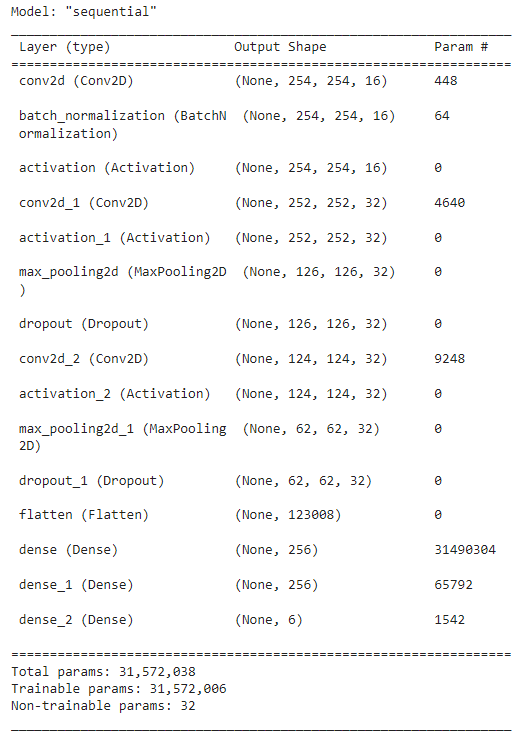 Model: "sequential"
Layer (type) Output Shape Param #
conv2d (Conv2D) (None, 254, 254, 16) 448
batch_normalization (BatchN (None, 254, 254, 16) 64
ormalization)
activation (Activation) (None, 254, 254, 16) 0
conv2d_1 (Conv2D) (None, 252, 252, 32) 4640
activation_1 (Activation) (None, 252, 252, 32) 0
max_pooling2d (MaxPooling2D (None, 126, 126, 32) 0
)
dropout (Dropout) (None, 126, 126, 32) 0
conv2d_2 (Conv2D) (None, 124, 124, 32) 9248
activation_2 (Activation) (None, 124, 124, 32) 0
max_pooling2d_1 (MaxPooling (None, 62, 62, 32) 0
2D)
dropout_1 (Dropout) (None, 62, 62, 32) 0
flatten (Flatten) (None, 123008) 0
dense (Dense) (None, 256) 31490304
dense_1 (Dense) (None, 256) 65792
dense_2 (Dense) (None, 6) 1542
Total params: 31,572,038
Trainable params: 31,572,006
Non-trainable params: 32